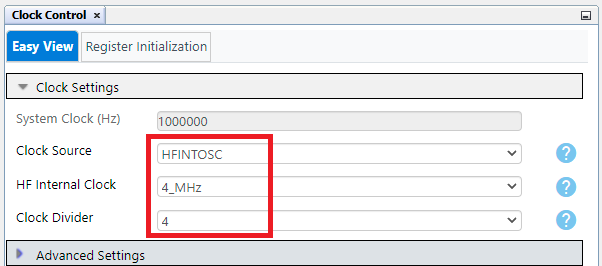 Clock Control ×
Easy View Register Initialization
Clock Settings
System Clock (Hz) 1000000
Clock Source HFINTOSC ?
HF Internal Clock 4_MHz ?
Clock Divider 4 ?
Advanced Settings